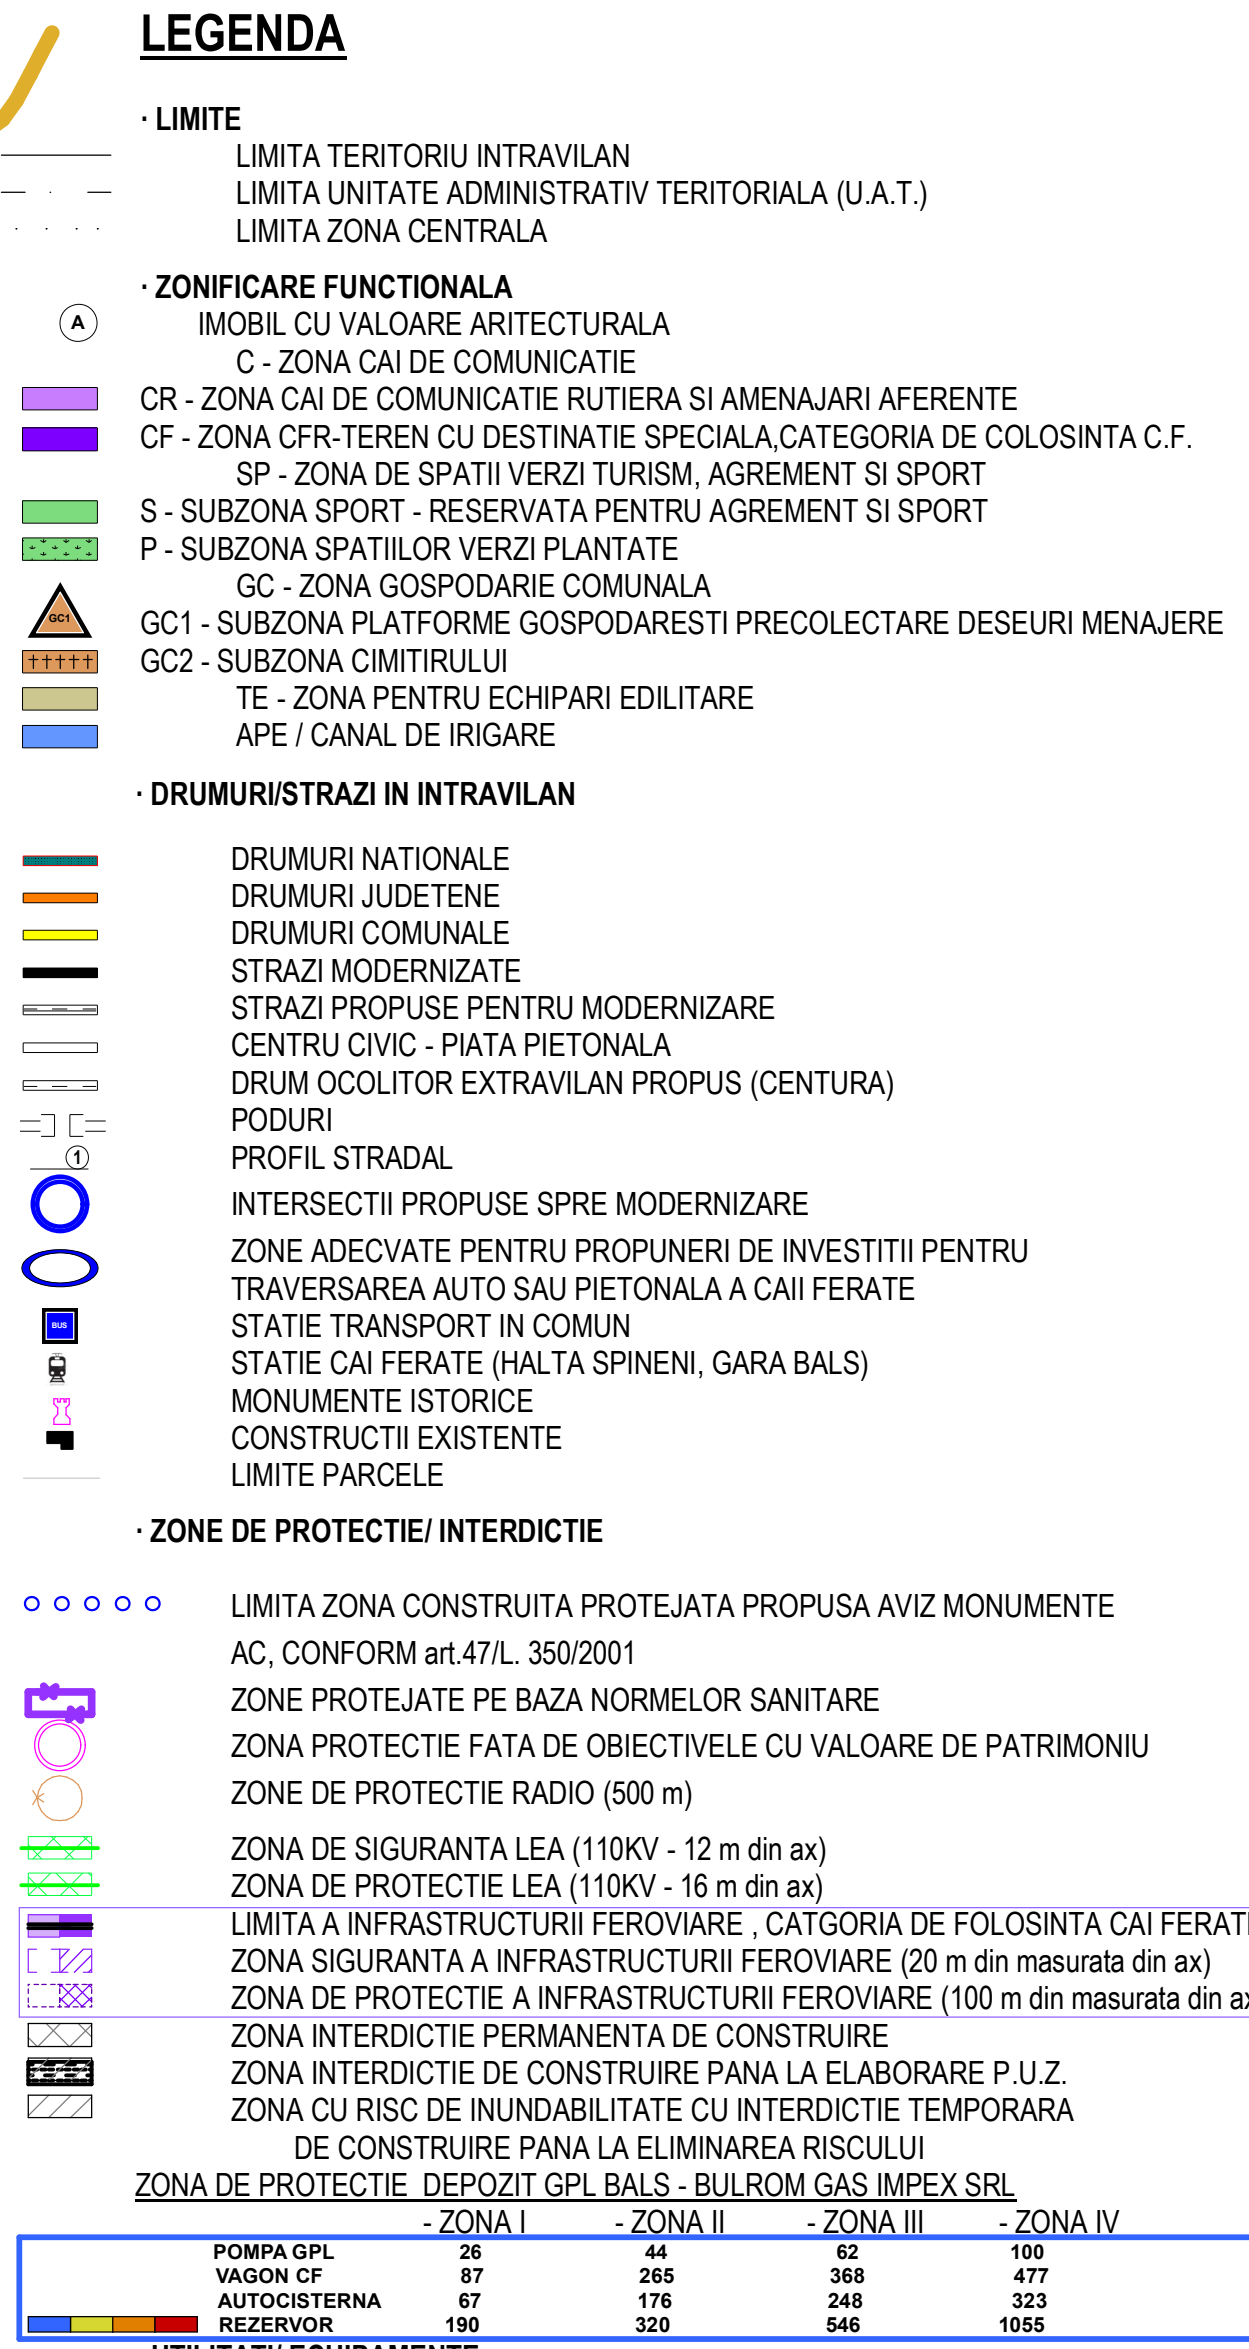 LEGENDA
· LIMITE
LIMITA TERITORIU INTRAVILAN
LIMITA UNITATE ADMINISTRATIV TERITORIALA (U.A.T.)
LIMITA ZONA CENTRALA
· ZONIFICARE FUNCTIONALA
A IMOBIL CU VALOARE ARITECTURALA
C - ZONA CAI DE COMUNICATIE
CR - ZONA CAI DE COMUNICATIE RUTIERA SI AMENAJARI AFERENTE
CF - ZONA CFR-TEREN CU DESTINATIE SPECIALA,CATEGORIA DE COLOSINTA C.F.
SP - ZONA DE SPATII VERZI TURISM, AGREMENT SI SPORT
S - SUBZONA SPORT - RESERVATA PENTRU AGREMENT SI SPORT
P - SUBZONA SPATIILOR VERZI PLANTATE
GC - ZONA GOSPODARIE COMUNALA
GC1 GC1 - SUBZONA PLATFORME GOSPODARESTI PRECOLECTARE DESEURI MENAJERE
GC2 - SUBZONA CIMITIRULUI
TE - ZONA PENTRU ECHIPARI EDILITARE
APE / CANAL DE IRIGARE
· DRUMURI/STRAZI IN INTRAVILAN
DRUMURI NATIONALE
DRUMURI JUDETENE
DRUMURI COMUNALE
STRAZI MODERNIZATE
STRAZI PROPUSE PENTRU MODERNIZARE
CENTRU CIVIC - PIATA PIETONALA
DRUM OCOLITOR EXTRAVILAN PROPUS (CENTURA)
PODURI
1 PROFIL STRADAL
INTERSECTII PROPUSE SPRE MODERNIZARE
ZONE ADECVATE PENTRU PROPUNERI DE INVESTITII PENTRU
TRAVERSAREA AUTO SAU PIETONALA A CAII FERATE
BUS STATIE TRANSPORT IN COMUN
STATIE CAI FERATE (HALTA SPINENI, GARA BALS)
MONUMENTE ISTORICE
CONSTRUCTII EXISTENTE
LIMITE PARCELE
· ZONE DE PROTECTIE/ INTERDICTIE
LIMITA ZONA CONSTRUITA PROTEJATA PROPUSA AVIZ MONUMENTE
AC, CONFORM art.47/L. 350/2001
ZONE PROTEJATE PE BAZA NORMELOR SANITARE
ZONA PROTECTIE FATA DE OBIECTIVELE CU VALOARE DE PATRIMONIU
ZONE DE PROTECTIE RADIO (500 m)
ZONA DE SIGURANTA LEA (110KV - 12 m din ax)
ZONA DE PROTECTIE LEA (110KV - 16 m din ax)
LIMITA A INFRASTRUCTURII FEROVIARE , CATGORIA DE FOLOSINTA CAI FERATE
ZONA SIGURANTA A INFRASTRUCTURII FEROVIARE (20 m din masurata din ax)
ZONA DE PROTECTIE A INFRASTRUCTURII FEROVIARE (100 m din masurata din ax
ZONA INTERDICTIE PERMANENTA DE CONSTRUIRE
ZONA INTERDICTIE DE CONSTRUIRE PANA LA ELABORARE P.U.Z.
ZONA CU RISC DE INUNDABILITATE CU INTERDICTIE TEMPORARA
DE CONSTRUIRE PANA LA ELIMINAREA RISCULUI
ZONA DE PROTECTIE DEPOZIT GPL BALS - BULROM GAS IMPEX SRL
- ZONA I - ZONA II - ZONA III - ZONA IV
POMPA GPL 26 44 62 100
VAGON CF 87 265 368 477
AUTOCISTERNA 67 176 248 323
REZERVOR 190 320 546 1055
UTILITATI/ ECHIPAMENTE